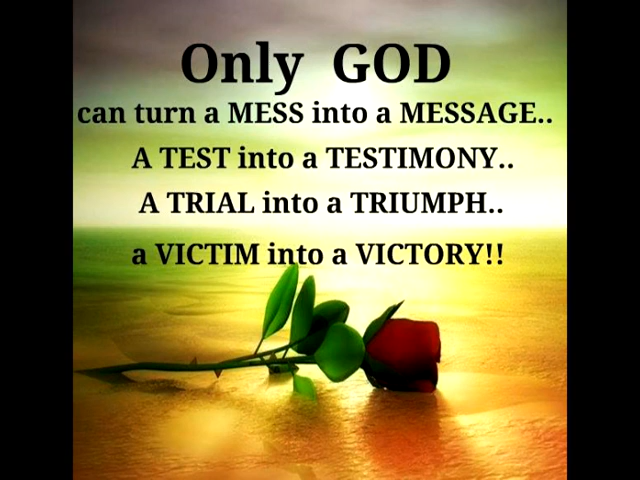 Only GOD
can turn a MESS into a MESSAGE..
A TEST into a TESTIMONY..
A TRIAL into a TRIUMPH..
a VICTIM into a VICTORY!!